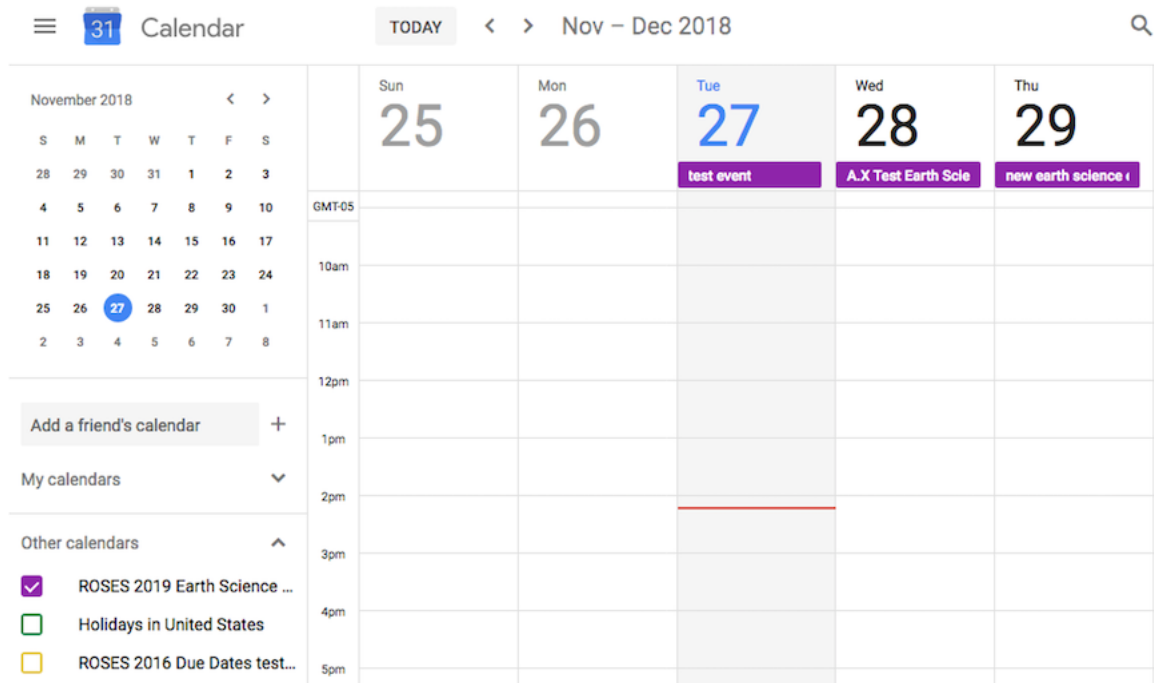 31 Calendar TODAY Nov – Dec 2018
November 2018
S M T W T F S
28 29 30 31 1 2 3
4 5 6 7 8 9 10
11 12 13 14 15 16 17
18 19 20 21 22 23 24
25 26 27 28 29 30 1
2 3 4 5 6 7 8
Add a friend's calendar +
My calendars
Other calendars
ROSES 2019 Earth Science ...
Holidays in United States
ROSES 2016 Due Dates test...
Sun Mon Tue Wed Thu
25 26 27 28 29
test event A.X Test Earth Scie new earth science
GMT-05
10am
11am
12pm
1pm
2pm
3pm
4pm
5pm